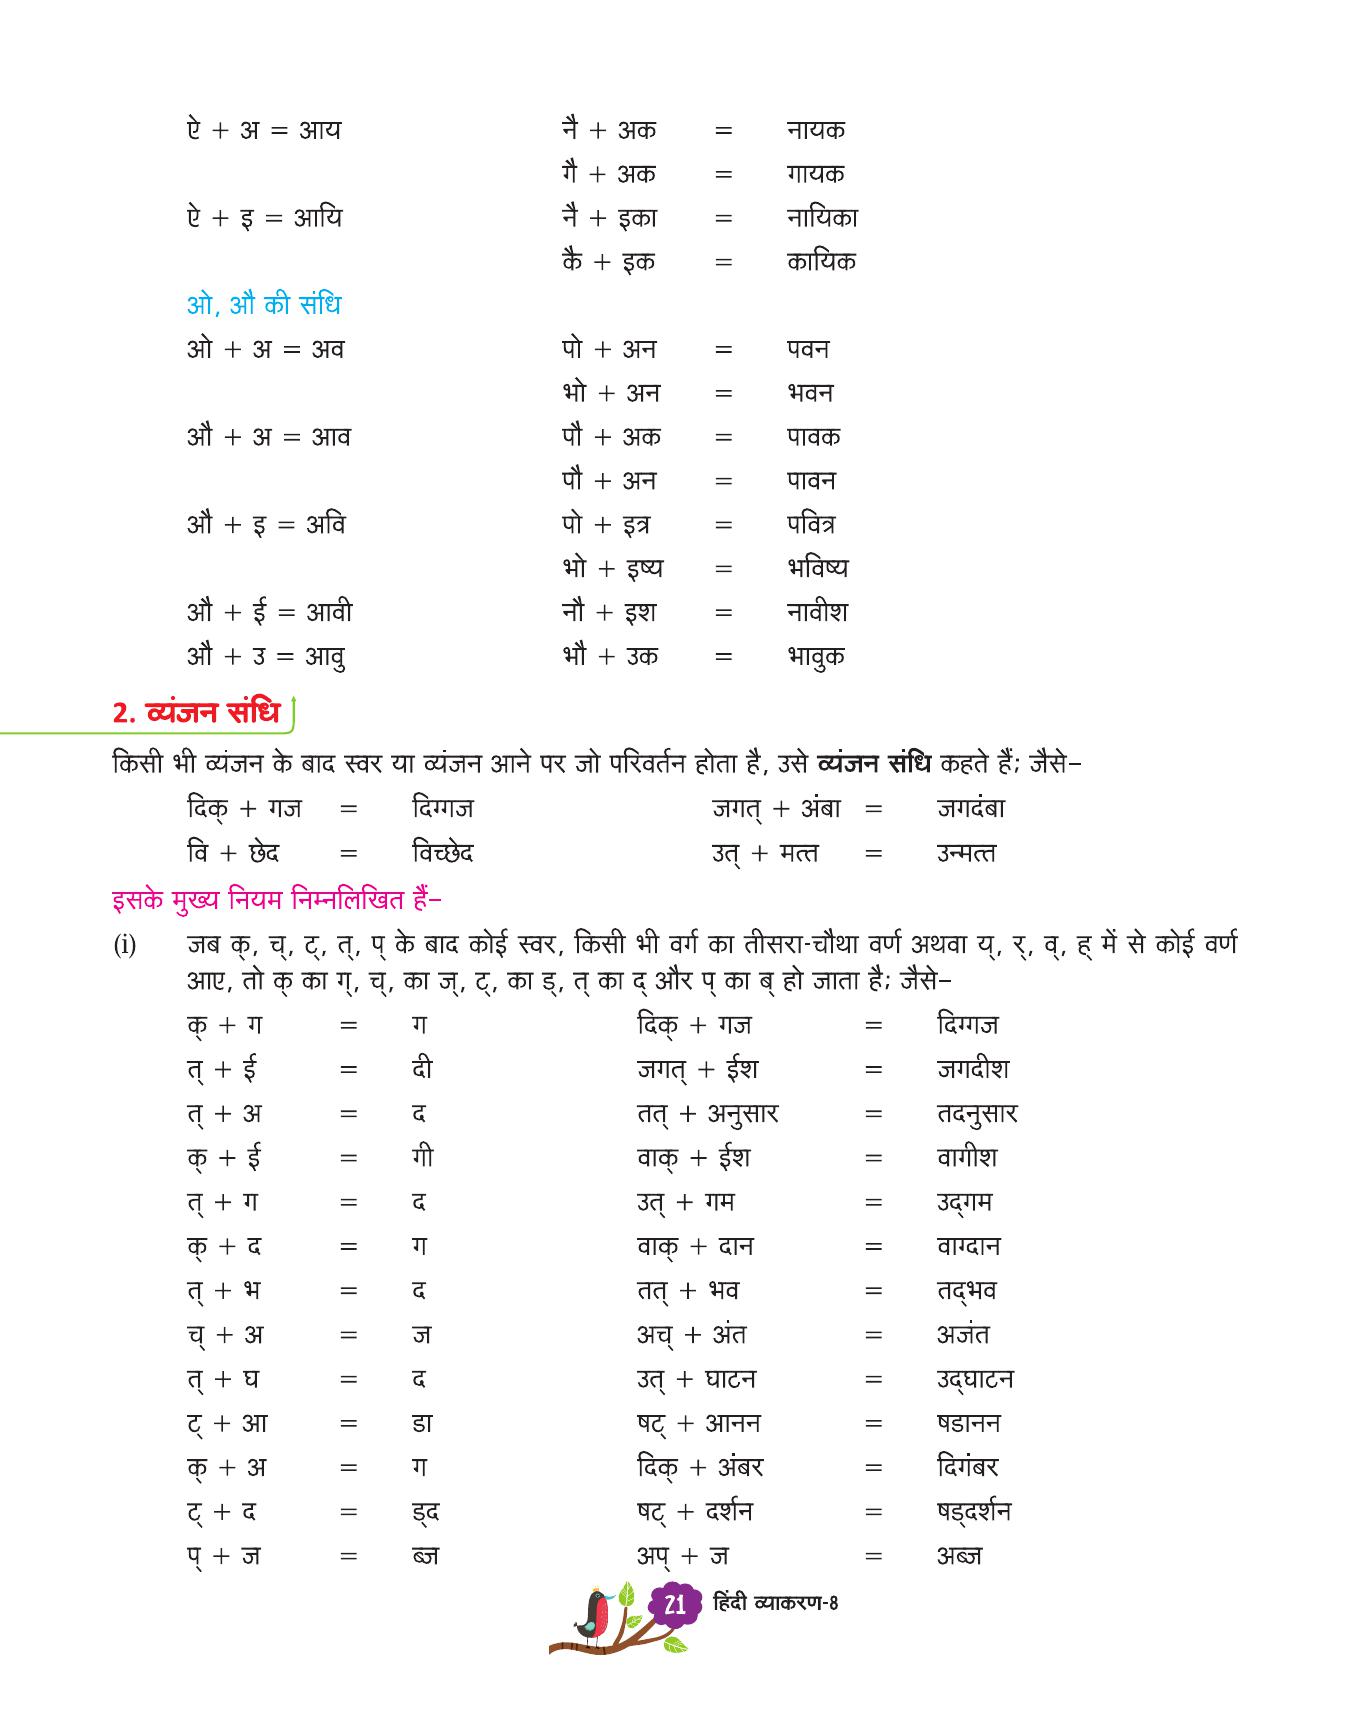 ऐ + अ = आय नै + अक = नायक
गै + अक = गायक
ऐ + इ = आयि नै + इका = नायिका
कै + इक = कायिक
ओ, औ की संधि
ओ + अ = अव पो + अन = पवन
भो + अन = भवन
औ + अ = आव पौ + अक = पावक
पौ + अन = पावन
औ + इ = अवि पो + इत्र = पवित्र
भो + इष्य = भविष्य
औ + ई = आवी नौ + इश = नावीश
औ + उ = आवु भौ + उक = भावुक
2. व्यंजन संधि
किसी भी व्यंजन के बाद स्वर या व्यंजन आने पर जो परिवर्तन होता है, उसे व्यंजन संधि कहते हैं; जैसे–
दिक् + गज = दिग्गज जगत् + अंबा = जगदंबा
वि + छेद = विच्छेद उत् + मत्त = उन्मत्त
इसके मुख्य नियम निम्नलिखित हैं–
(i) जब क्, च्, ट्, त्, प् के बाद कोई स्वर, किसी भी वर्ग का तीसरा-चौथा वर्ण अथवा य्, र्, व्, ह् में से कोई वर्ण
आए, तो क् का ग्, च्, का ज्, ट्, का ड्, त् का द् और प् का ब् हो जाता है; जैसे–
क् + ग = ग दिक् + गज = दिग्गज
त् + ई = दी जगत् + ईश = जगदीश
त् + अ = द तत् + अनुसार = तदनुसार
क् + ई = गी वाक् + ईश = वागीश
त् + ग = द उत् + गम = उद्‌गम
क् + द = ग वाक् + दान = वाग्दान
त् + भ = द तत् + भव = तद्‌भव
च् + अ = ज अच् + अंत = अजंत
त् + घ = द उत् + घाटन = उद्‌घाटन
ट् + आ = डा षट् + आनन = षडानन
क् + अ = ग दिक् + अंबर = दिगंबर
ट् + द = ड्द षट् + दर्शन = षड्दर्शन
प् + ज = ब्ज अप् + ज = अब्ज
21 हिंदी व्याकरण-8